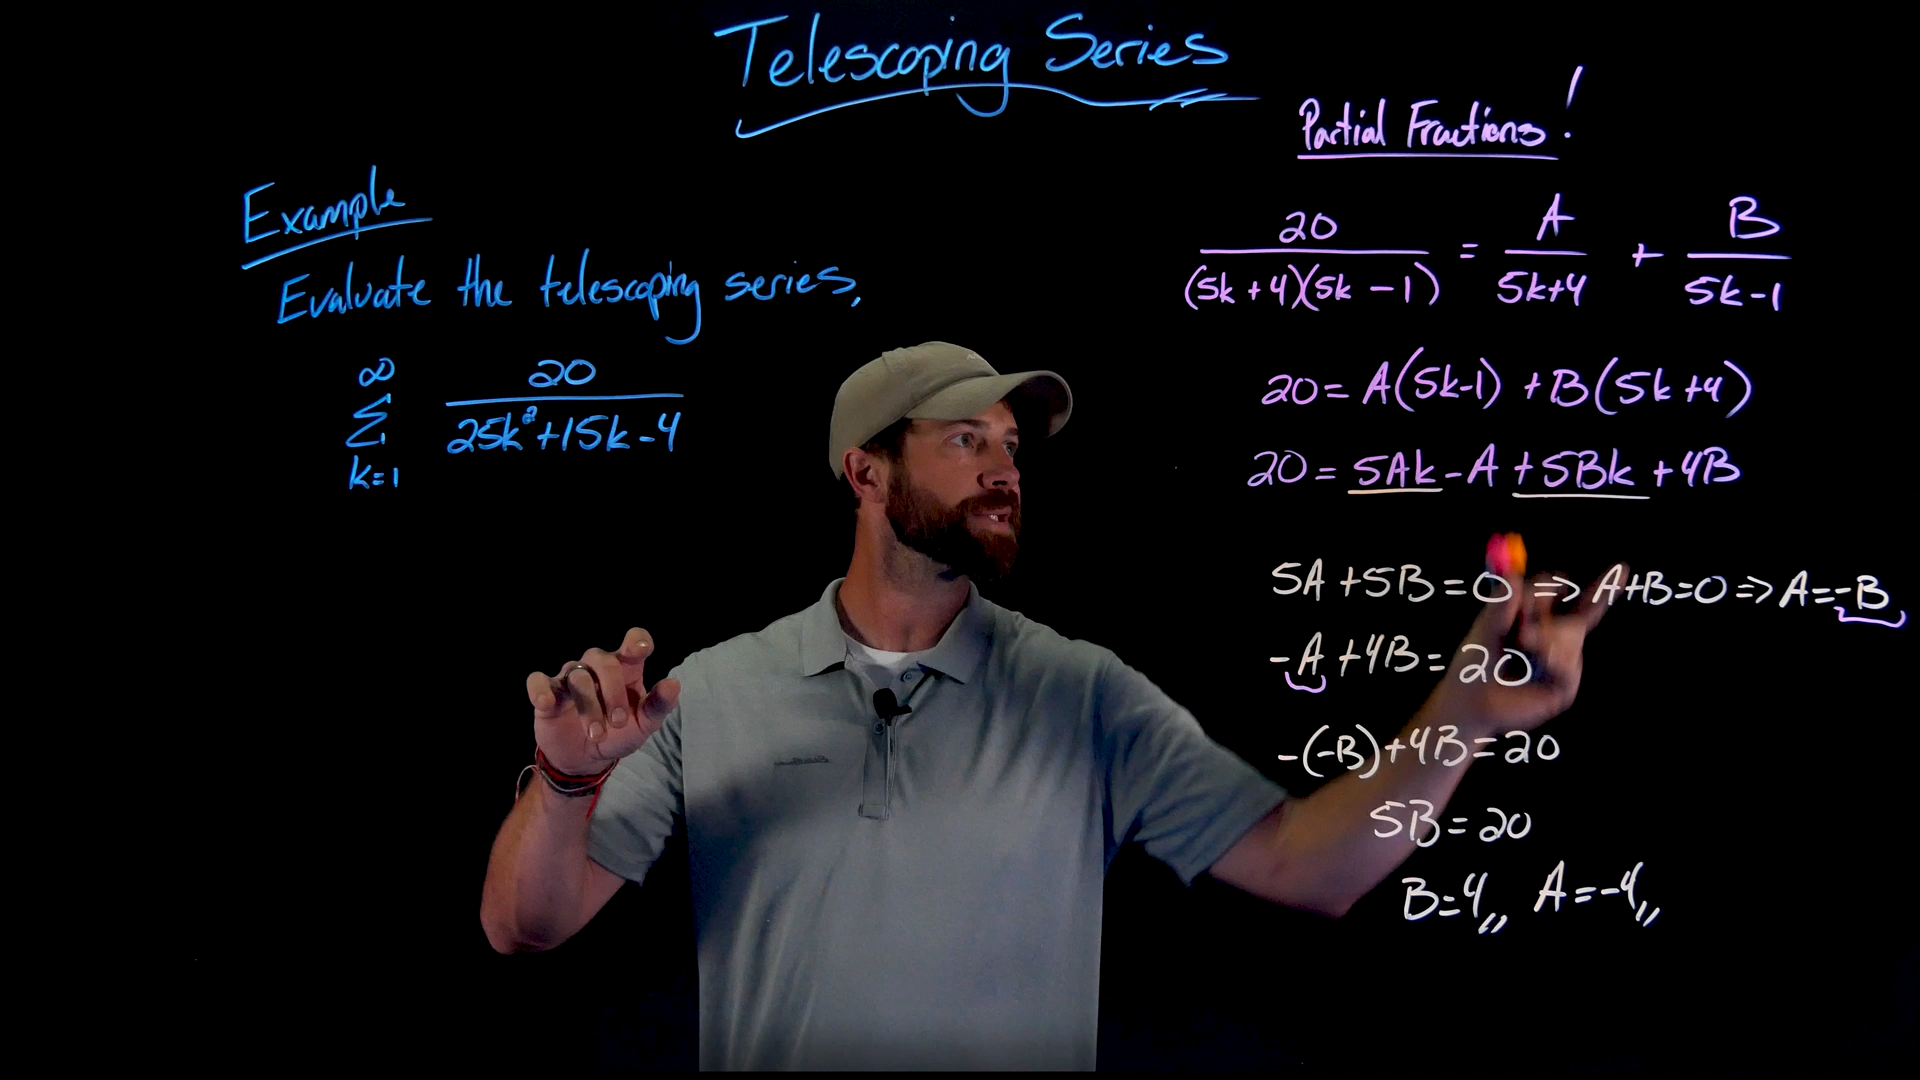 Telescoping Series
Example
Evaluate the telescoping series,
∞
Σ 20/(25k²+15k-4)
k=1
Partial Fractions!
20/((5k+4)(5k-1)) = A/(5k+4) + B/(5k-1)
20 = A(5k-1) + B(5k+4)
20 = 5Ak - A + 5Bk + 4B
5A + 5B = 0 => A+B=0 => A=-B
-A + 4B = 20
-(-B) + 4B = 20
5B = 20
B=4,, A=-4,,